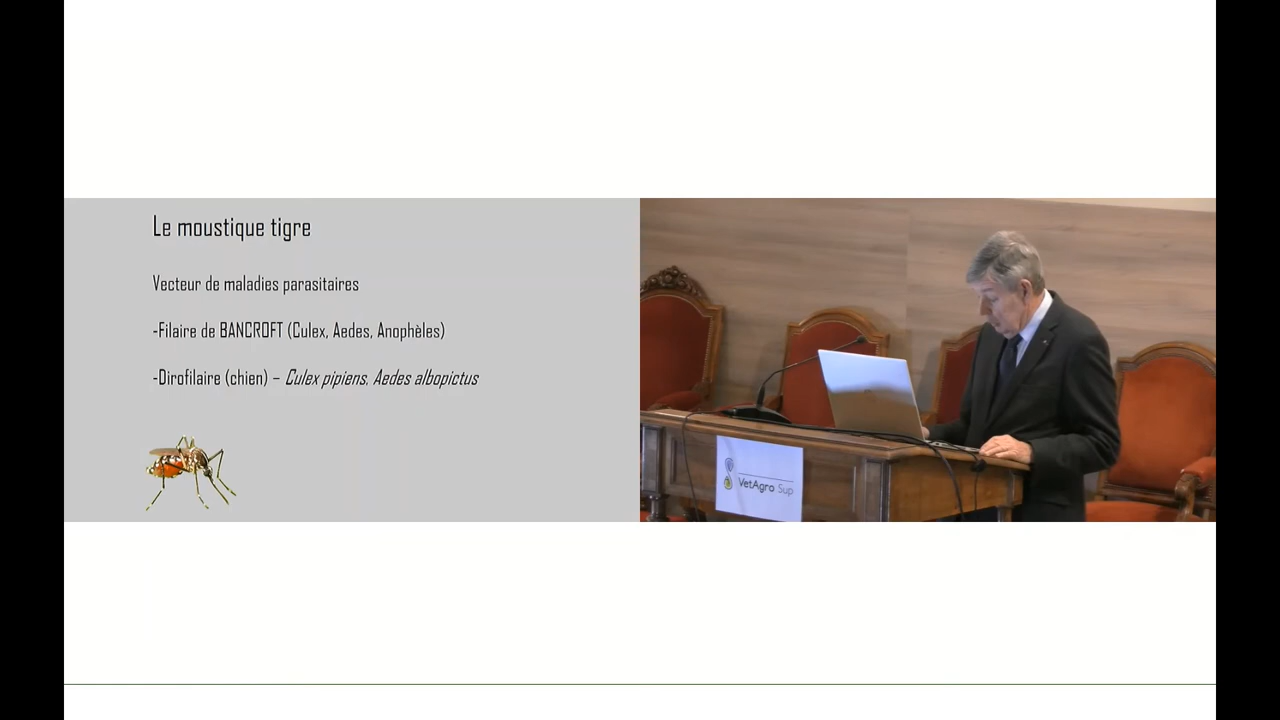 Le moustique tigre
Vecteur de maladies parasitaires
-Filaire de BANCROFT (Culex, Aedes, Anophèles)
-Dirofilaire (chien) – Culex pipiens, Aedes albopictus
VetAgro Sup